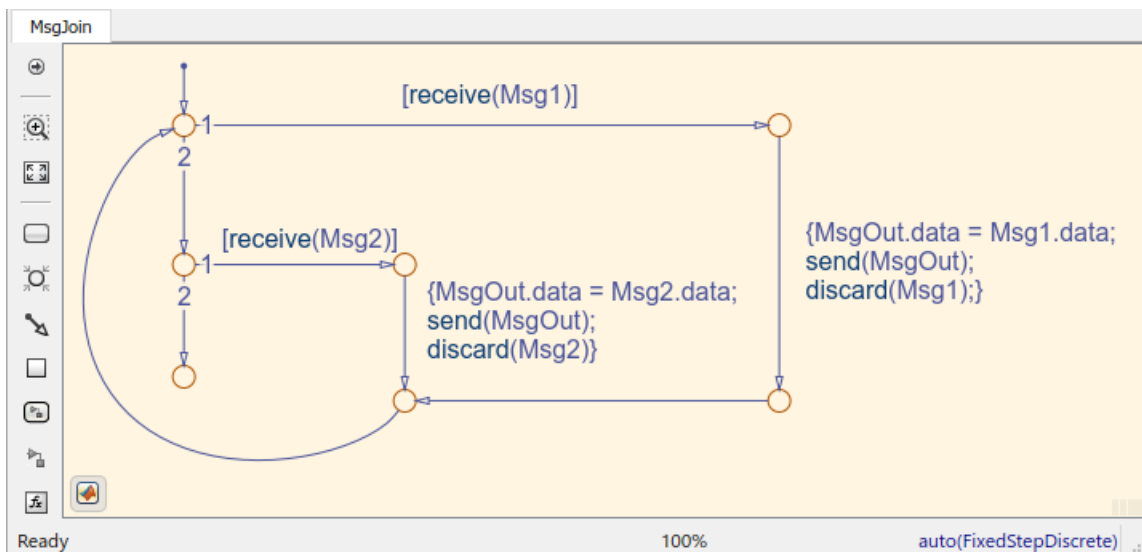 MsgJoin
[receive(Msg1)]
1
2
[receive(Msg2)]
1
2
{MsgOut.data = Msg1.data;
send(MsgOut);
discard(Msg1);}
{MsgOut.data = Msg2.data;
send(MsgOut);
discard(Msg2)}
fx
Ready
100%
auto(FixedStepDiscrete)